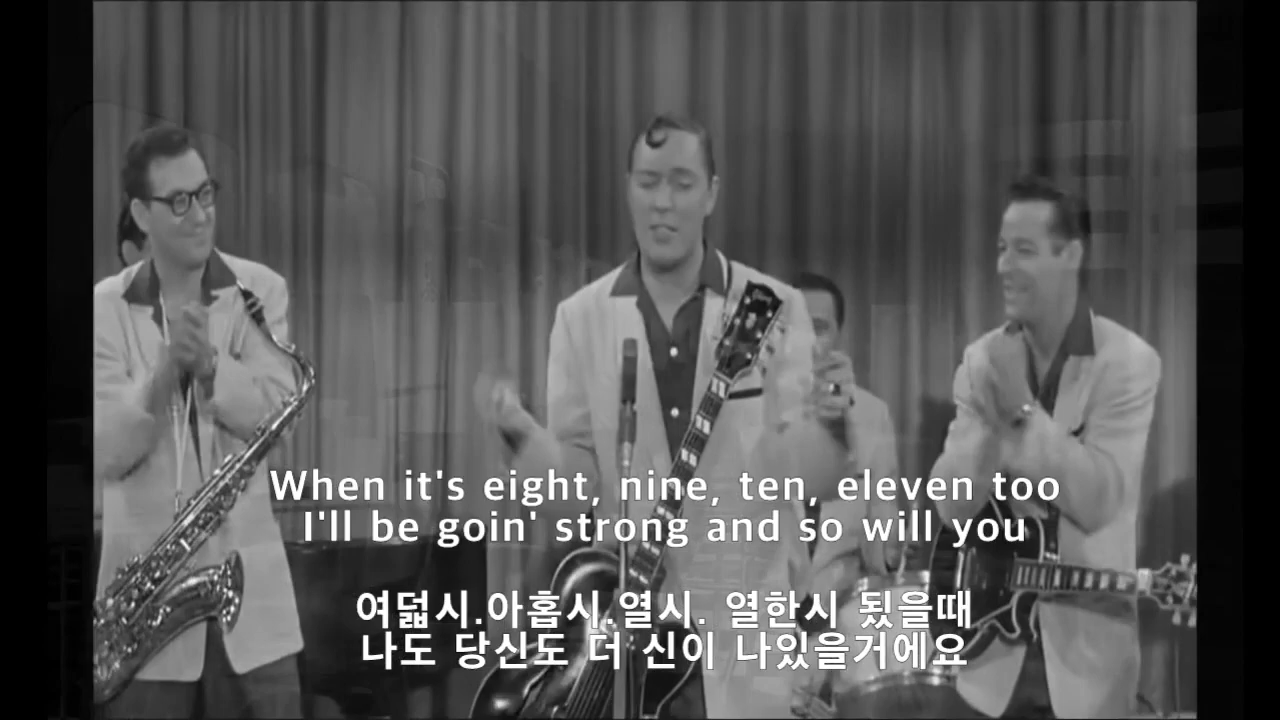 When it's eight, nine, ten, eleven too
I'll be goin' strong and so will you
여덟시.아홉시.열시. 열한시 됬을때
나도 당신도 더 신이 나있을거에요